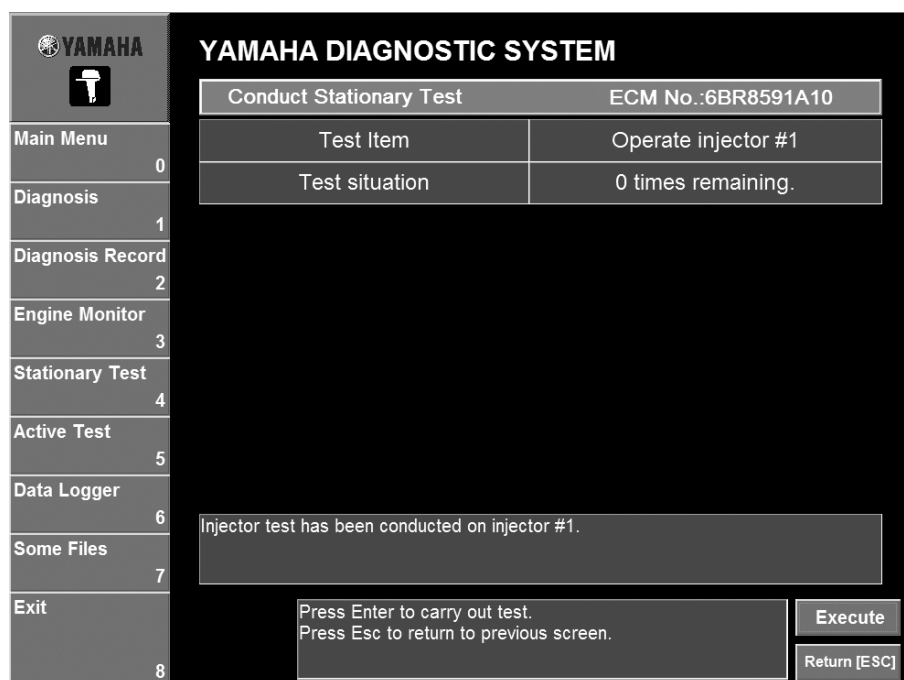 YAMAHA
YAMAHA DIAGNOSTIC SYSTEM
Conduct Stationary Test ECM No.:6BR8591A10
Test Item Operate injector #1
Test situation 0 times remaining.
Main Menu
0
Diagnosis
1
Diagnosis Record
2
Engine Monitor
3
Stationary Test
4
Active Test
5
Data Logger
6
Some Files
7
Exit
8
Injector test has been conducted on injector #1.
Press Enter to carry out test.
Press Esc to return to previous screen.
Execute
Return [ESC]